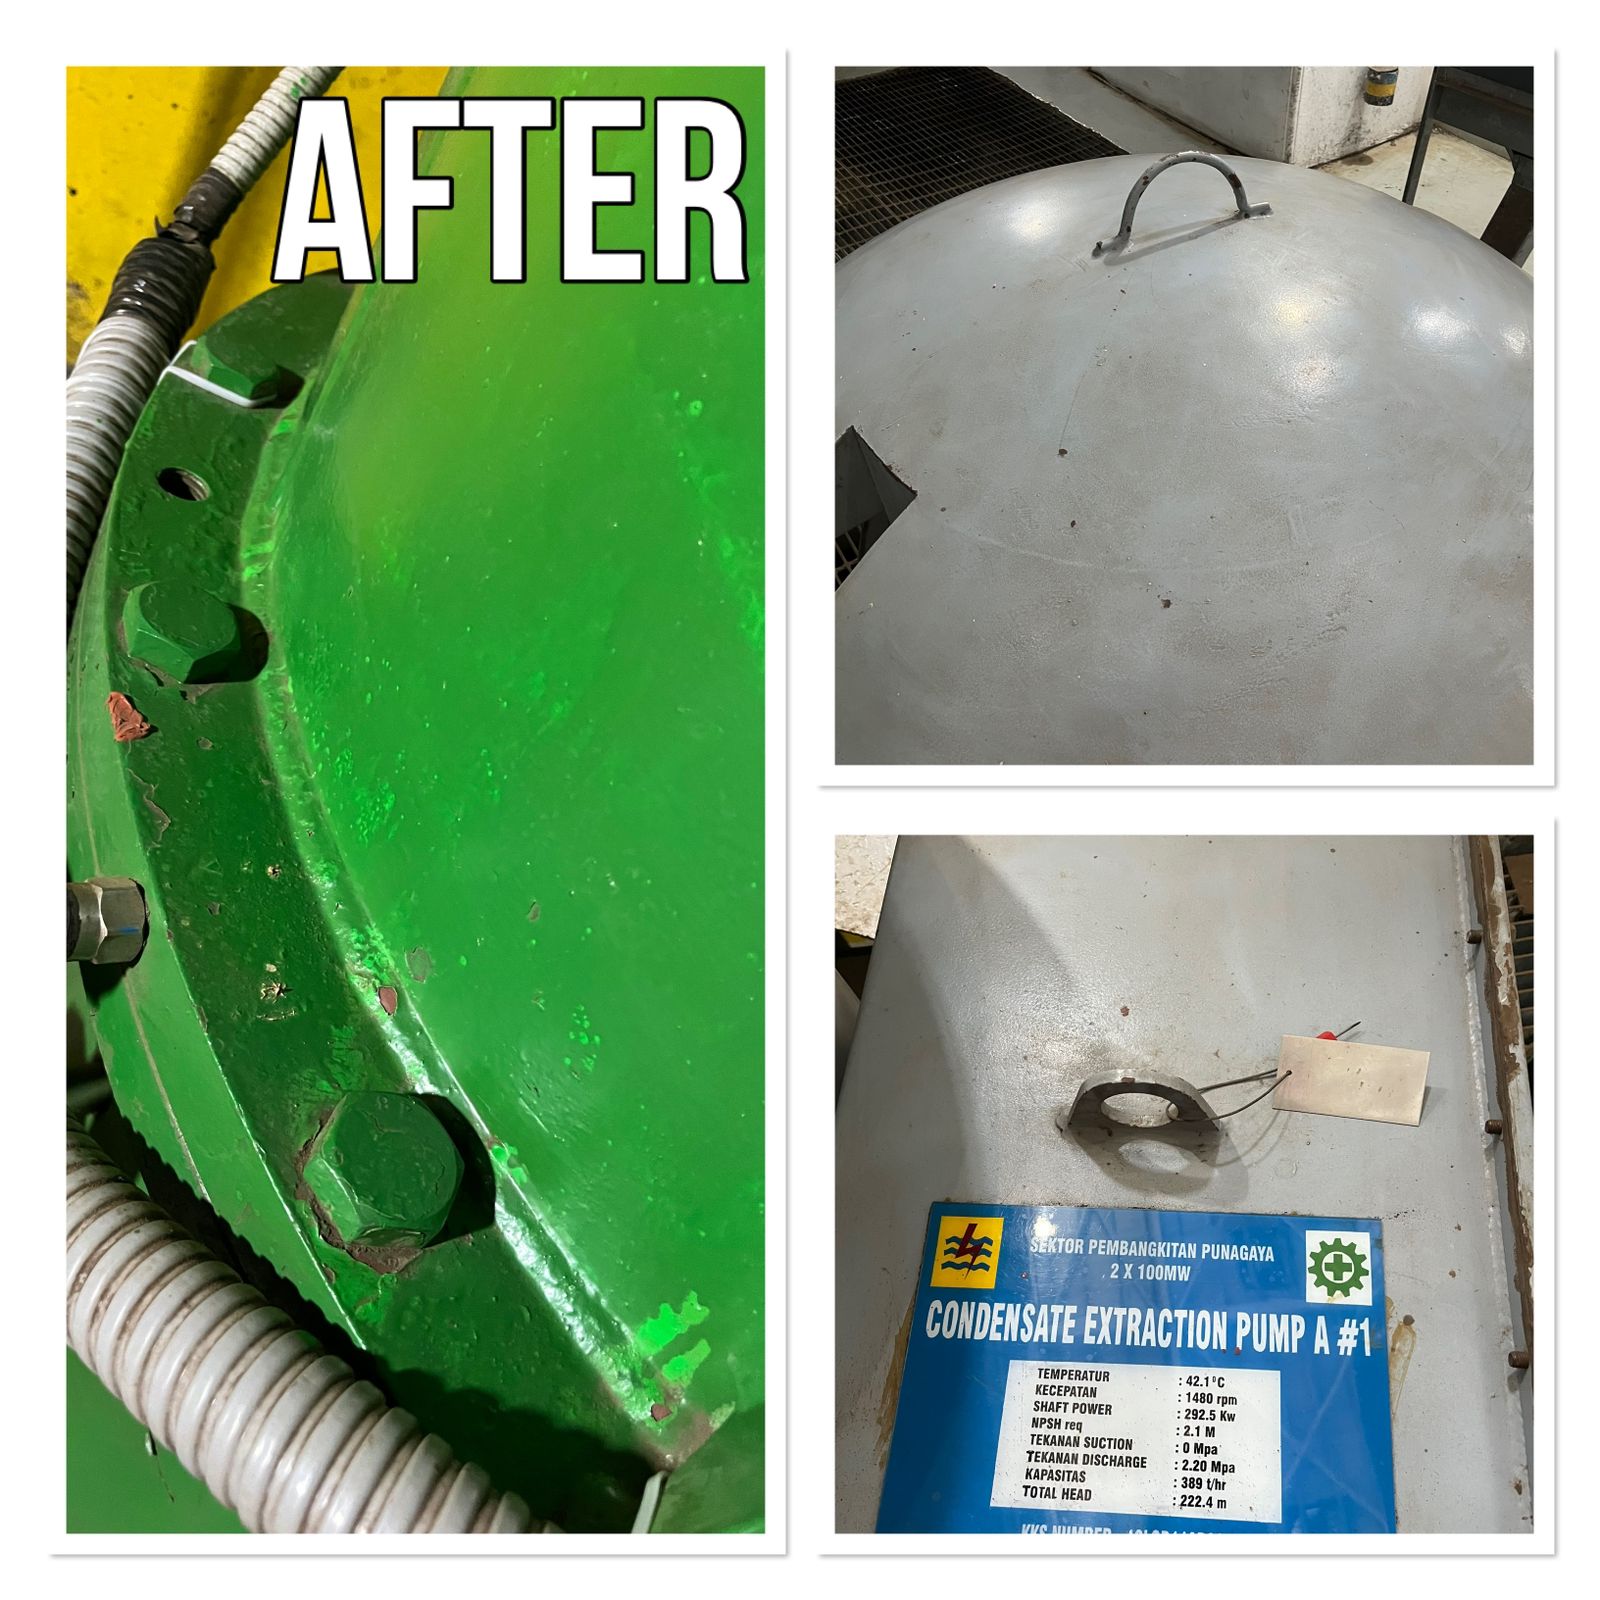 AFTER
SEKTOR PEMBANGKITAN PUNAGAYA
2 X 100MW
CONDENSATE EXTRACTION PUMP A #1
TEMPERATUR : 42.1°C
KECEPATAN : 1480 rpm
SHAFT POWER : 292.5 Kw
NPSH req : 2.1 M
TEKANAN SUCTION : 0 Mpa
TEKANAN DISCHARGE : 2.20 Mpa
KAPASITAS : 389 t/hr
TOTAL HEAD : 222.4 m
KKS NUMBER